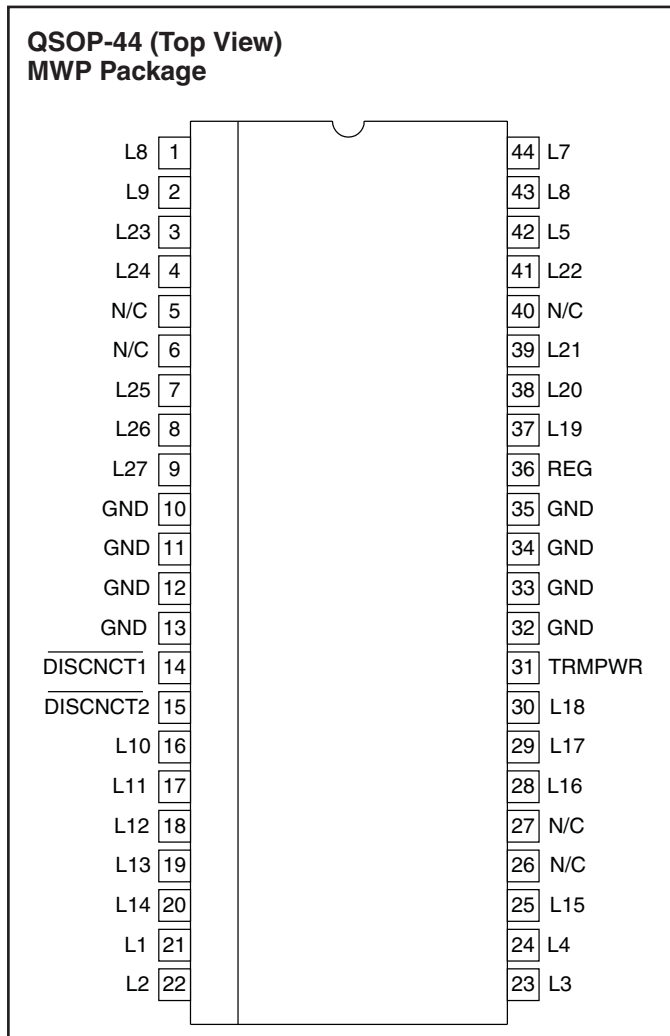 QSOP-44 (Top View)
MWP Package
L8 1 44 L7
L9 2 43 L8
L23 3 42 L5
L24 4 41 L22
N/C 5 40 N/C
N/C 6 39 L21
L25 7 38 L20
L26 8 37 L19
L27 9 36 REG
GND 10 35 GND
GND 11 34 GND
GND 12 33 GND
GND 13 32 GND
DISCNCT1 14 31 TRMPWR
DISCNCT2 15 30 L18
L10 16 29 L17
L11 17 28 L16
L12 18 27 N/C
L13 19 26 N/C
L14 20 25 L15
L1 21 24 L4
L2 22 23 L3